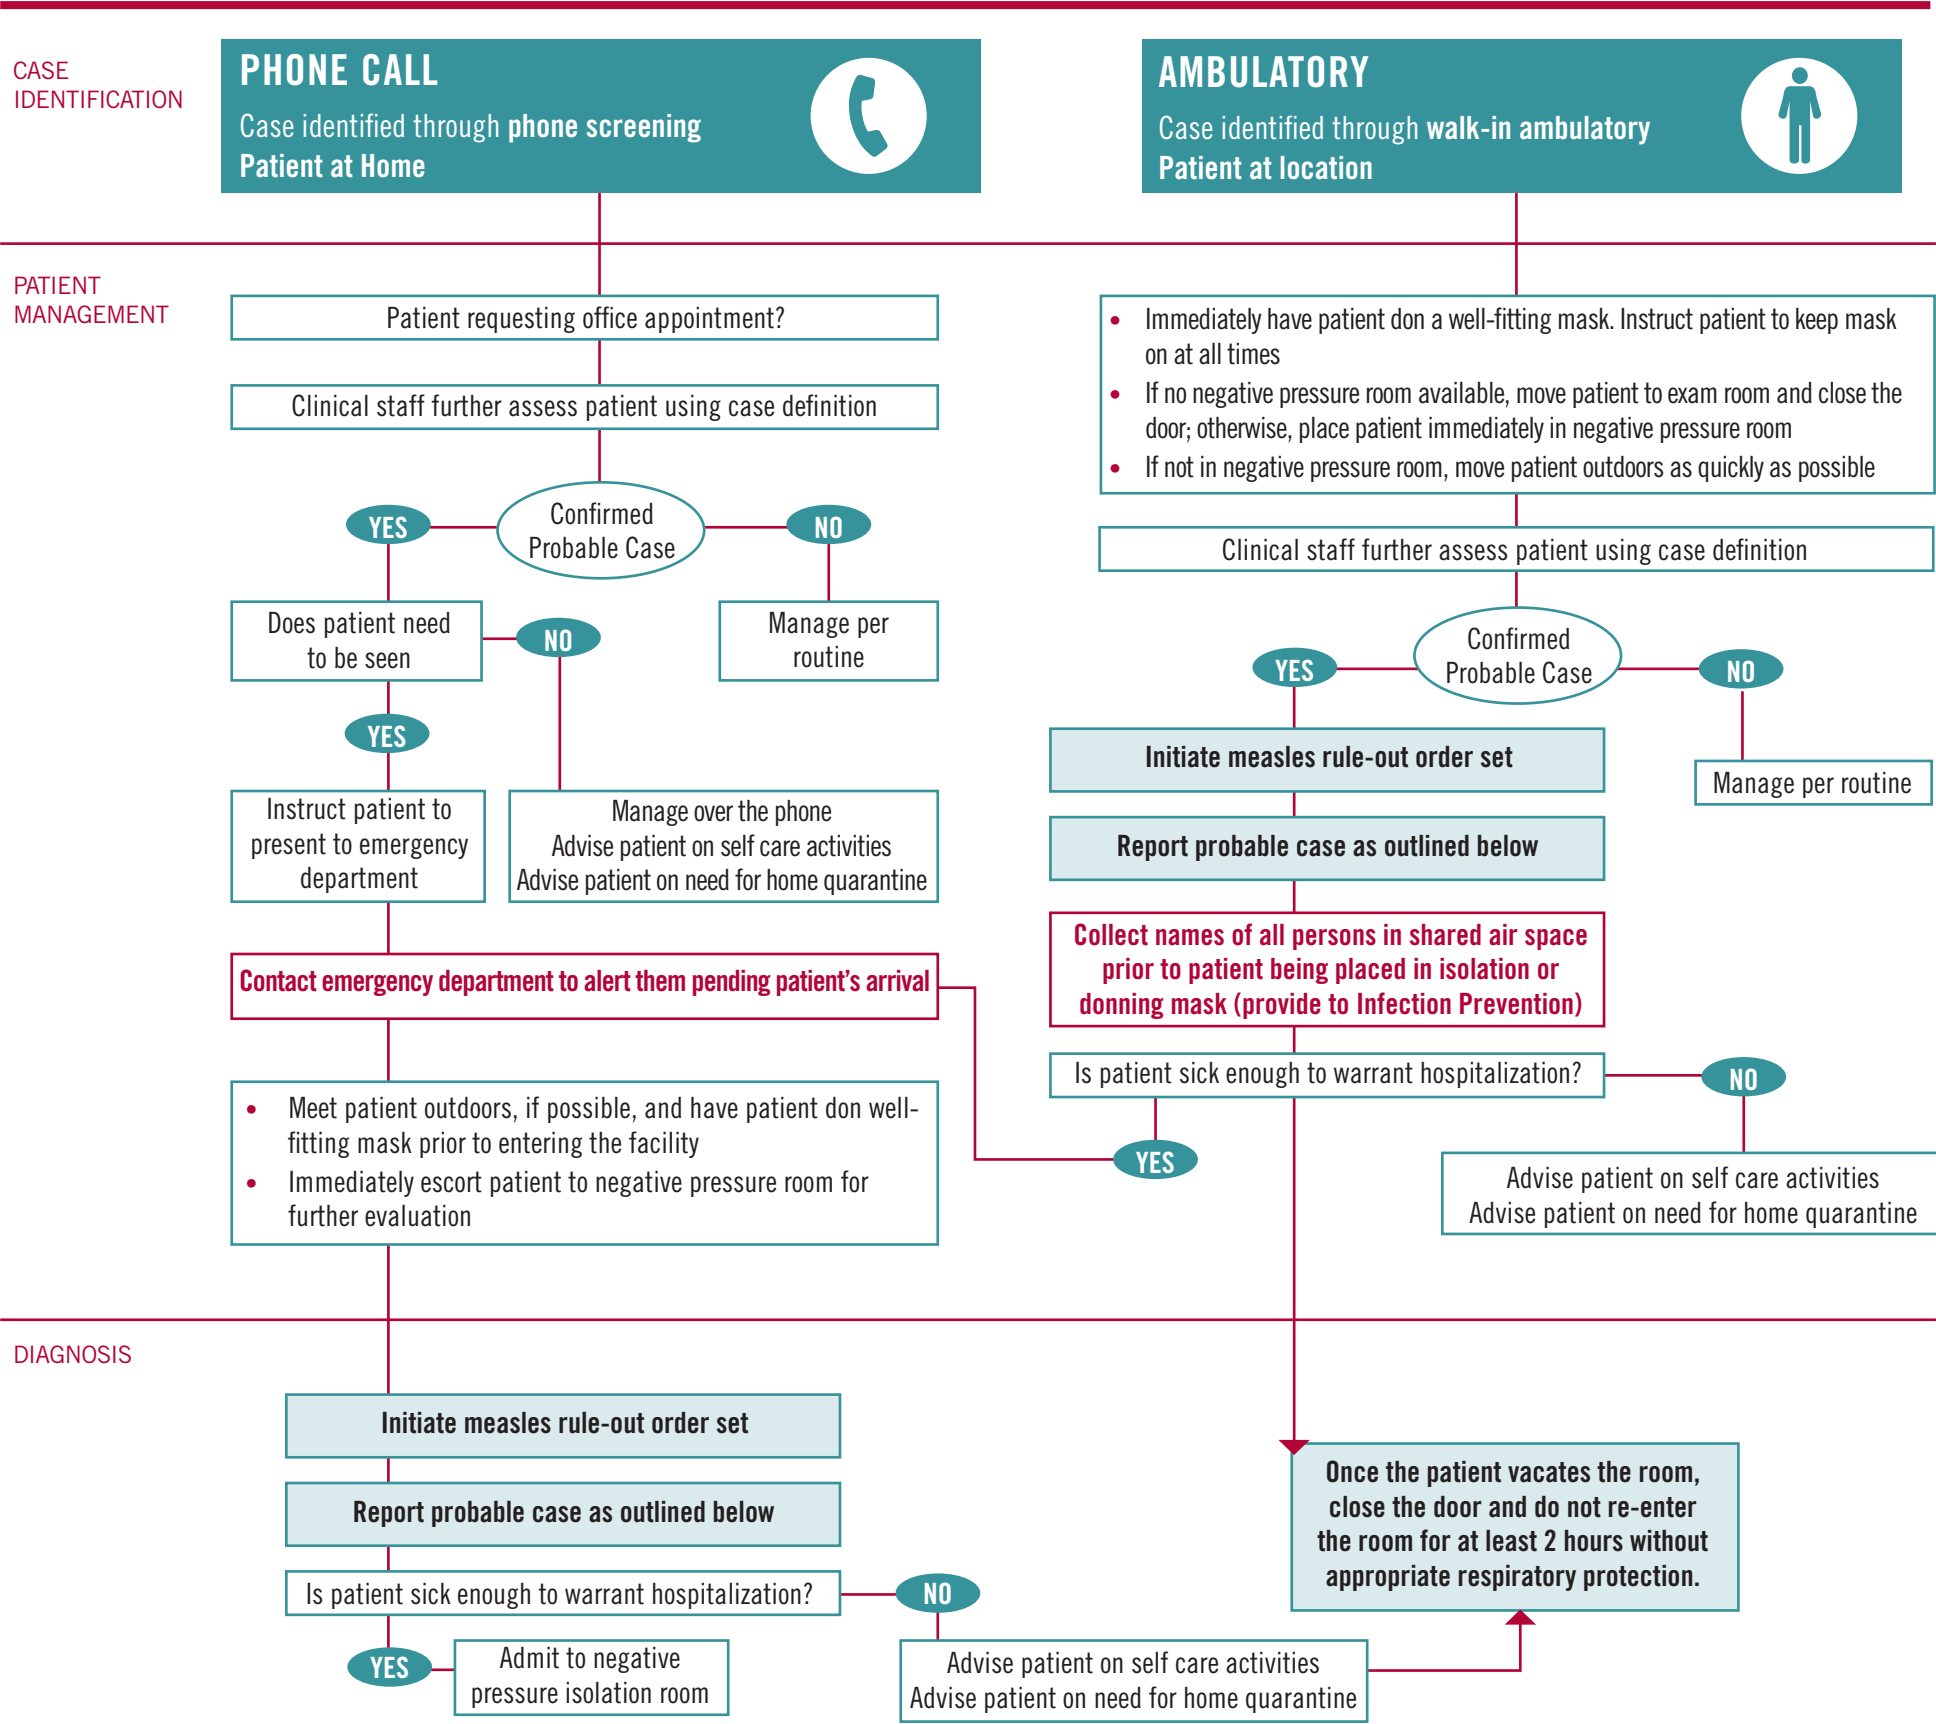 CASE
IDENTIFICATION
PHONE CALL
Case identified through phone screening
Patient at Home
AMBULATORY
Case identified through walk-in ambulatory
Patient at location
PATIENT
MANAGEMENT
Patient requesting office appointment?
Clinical staff further assess patient using case definition
Confirmed
Probable Case
YES
NO
Does patient need
to be seen
NO
Manage per
routine
YES
Instruct patient to
present to emergency
department
Manage over the phone
Advise patient on self care activities
Advise patient on need for home quarantine
Contact emergency department to alert them pending patient's arrival
• Meet patient outdoors, if possible, and have patient don well-
fitting mask prior to entering the facility
• Immediately escort patient to negative pressure room for
further evaluation
• Immediately have patient don a well-fitting mask. Instruct patient to keep mask
on at all times
• If no negative pressure room available, move patient to exam room and close the
door; otherwise, place patient immediately in negative pressure room
• If not in negative pressure room, move patient outdoors as quickly as possible
Clinical staff further assess patient using case definition
Confirmed
Probable Case
YES
NO
Initiate measles rule-out order set
Manage per routine
Report probable case as outlined below
Collect names of all persons in shared air space
prior to patient being placed in isolation or
donning mask (provide to Infection Prevention)
Is patient sick enough to warrant hospitalization?
NO
YES
Advise patient on self care activities
Advise patient on need for home quarantine
DIAGNOSIS
Initiate measles rule-out order set
Report probable case as outlined below
Is patient sick enough to warrant hospitalization?
NO
YES
Admit to negative
pressure isolation room
Advise patient on self care activities
Advise patient on need for home quarantine
Once the patient vacates the room,
close the door and do not re-enter
the room for at least 2 hours without
appropriate respiratory protection.